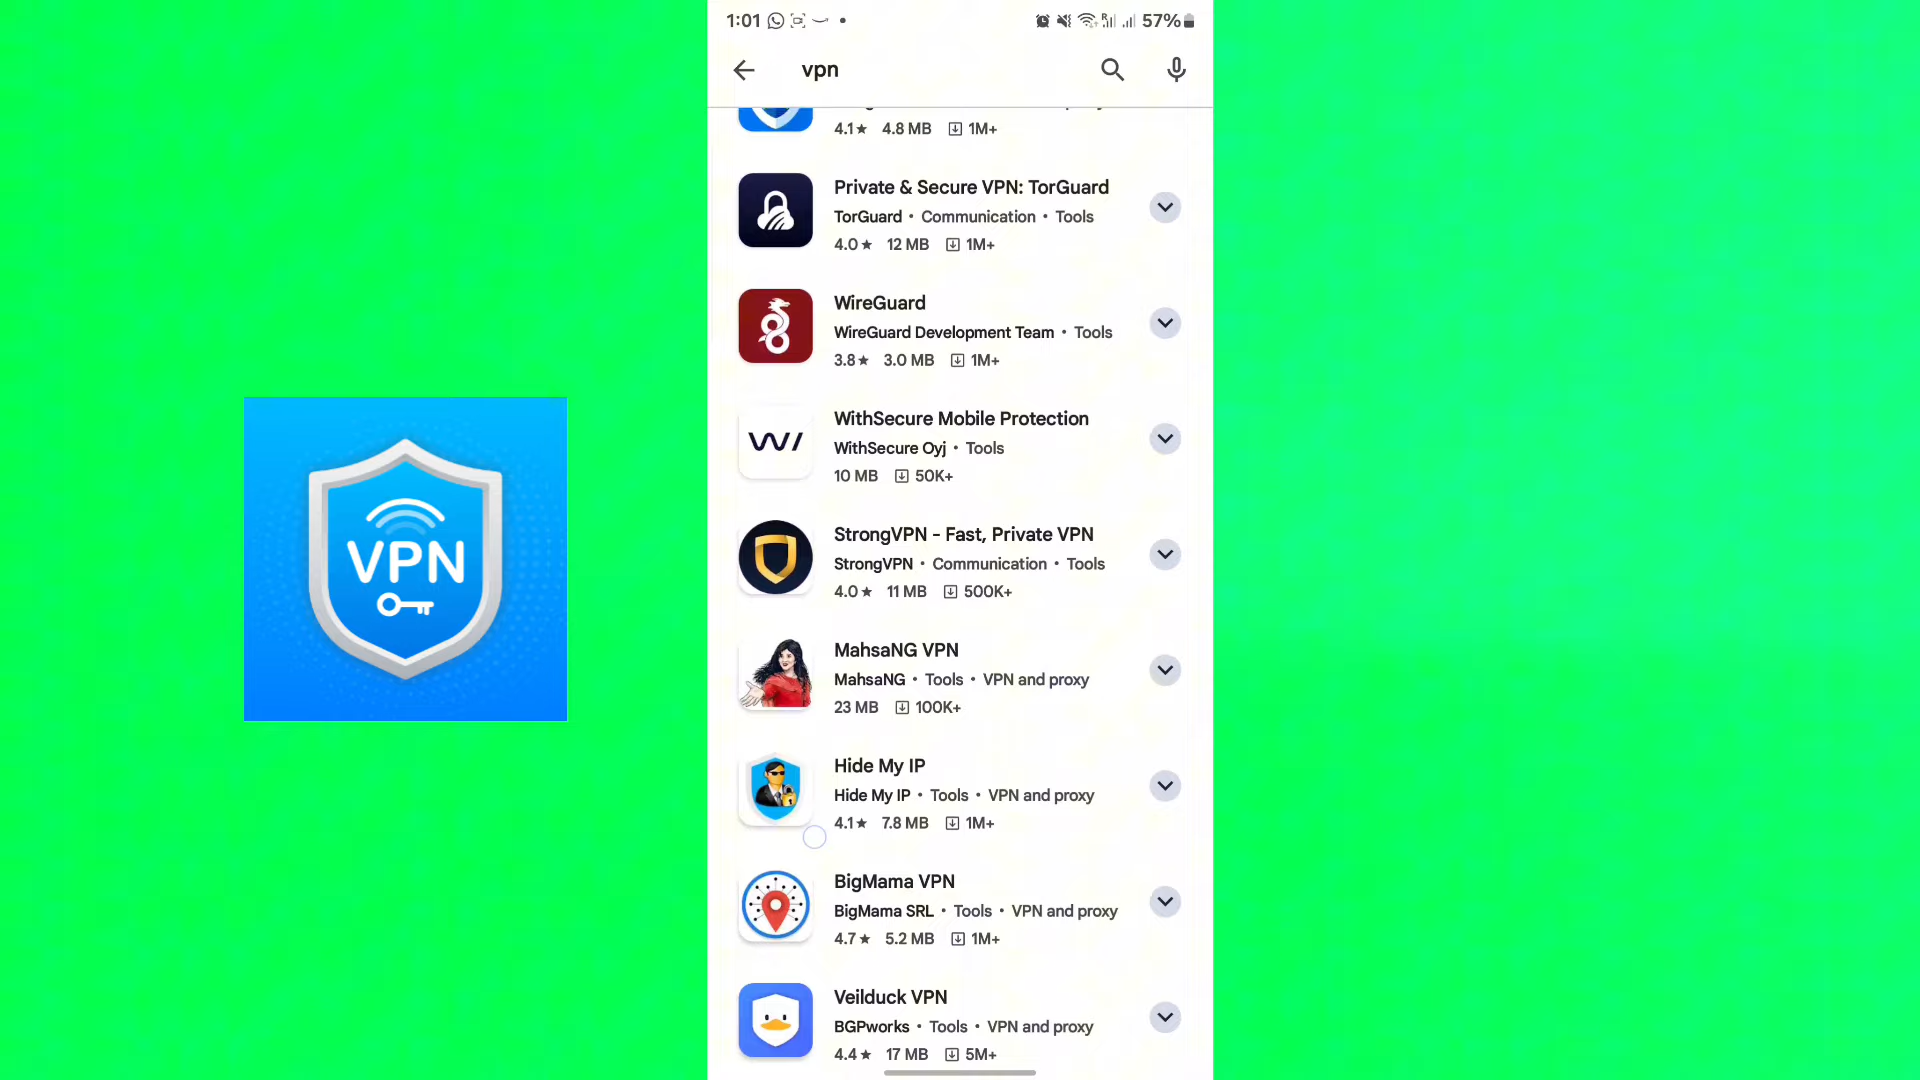 1:01
57%
vpn
4.1★ 4.8 MB 1M+
Private & Secure VPN: TorGuard
TorGuard • Communication • Tools
4.0★ 12 MB 1M+
WireGuard
WireGuard Development Team • Tools
3.8★ 3.0 MB 1M+
WithSecure Mobile Protection
WithSecure Oyj • Tools
10 MB 50K+
StrongVPN - Fast, Private VPN
StrongVPN • Communication • Tools
4.0★ 11 MB 500K+
MahsaNG VPN
MahsaNG • Tools • VPN and proxy
23 MB 100K+
Hide My IP
Hide My IP • Tools • VPN and proxy
4.1★ 7.8 MB 1M+
BigMama VPN
BigMama SRL • Tools • VPN and proxy
4.7★ 5.2 MB 1M+
Veilduck VPN
BGPworks • Tools • VPN and proxy
4.4★ 17 MB 5M+
VPN